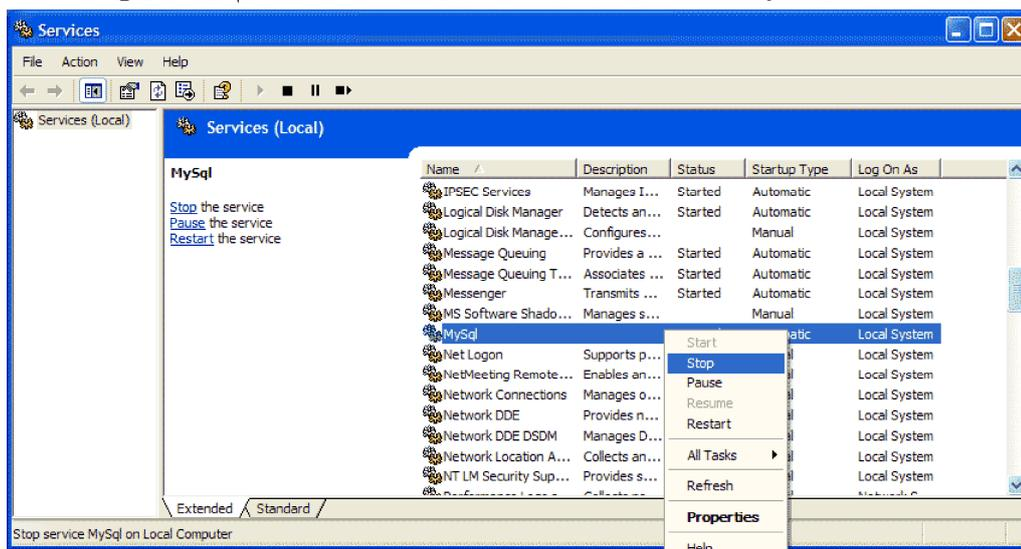 Services
File Action View Help
Services (Local)
Services (Local)
MySql
Stop the service
Pause the service
Restart the service
Name Description Status Startup Type Log On As
IPSEC Services Manages I... Started Automatic Local System
Logical Disk Manager Detects an... Started Automatic Local System
Logical Disk Manage... Configures... Manual Local System
Message Queuing Provides a ... Started Automatic Local System
Message Queuing T... Associates ... Started Automatic Local System
Messenger Transmits ... Started Automatic Local System
MS Software Shado... Manages s... Manual Local System
MySql Local System
Net Logon Supports p... Local System
NetMeeting Remote... Enables an... Local System
Network Connections Manages o... Local System
Network DDE Provides n... Local System
Network DDE DSDM Manages D... Local System
Network Location A... Collects an... Local System
NT LM Security Sup... Provides s... Local System
Start
Stop
Pause
Resume
Restart
All Tasks
Refresh
Properties
Help
Extended Standard
Stop service MySql on Local Computer